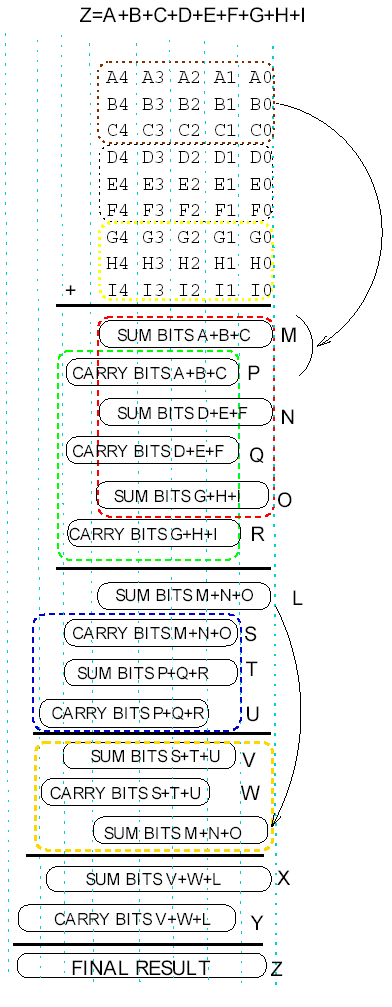 Z=A+B+C+D+E+F+G+H+I
A4 A3 A2 A1 A0
B4 B3 B2 B1 B0
C4 C3 C2 C1 C0
D4 D3 D2 D1 D0
E4 E3 E2 E1 E0
F4 F3 F2 F1 F0
G4 G3 G2 G1 G0
H4 H3 H2 H1 H0
+ I4 I3 I2 I1 I0
SUM BITS A+B+C M
CARRY BITS A+B+C P
SUM BITS D+E+F N
CARRY BITS D+E+F Q
SUM BITS G+H+I O
CARRY BITS G+H+I R
SUM BITS M+N+O L
CARRY BITS M+N+O S
SUM BITS P+Q+R T
CARRY BITS P+Q+R U
SUM BITS S+T+U V
CARRY BITS S+T+U W
SUM BITS M+N+O
SUM BITS V+W+L X
CARRY BITS V+W+L Y
FINAL RESULT Z